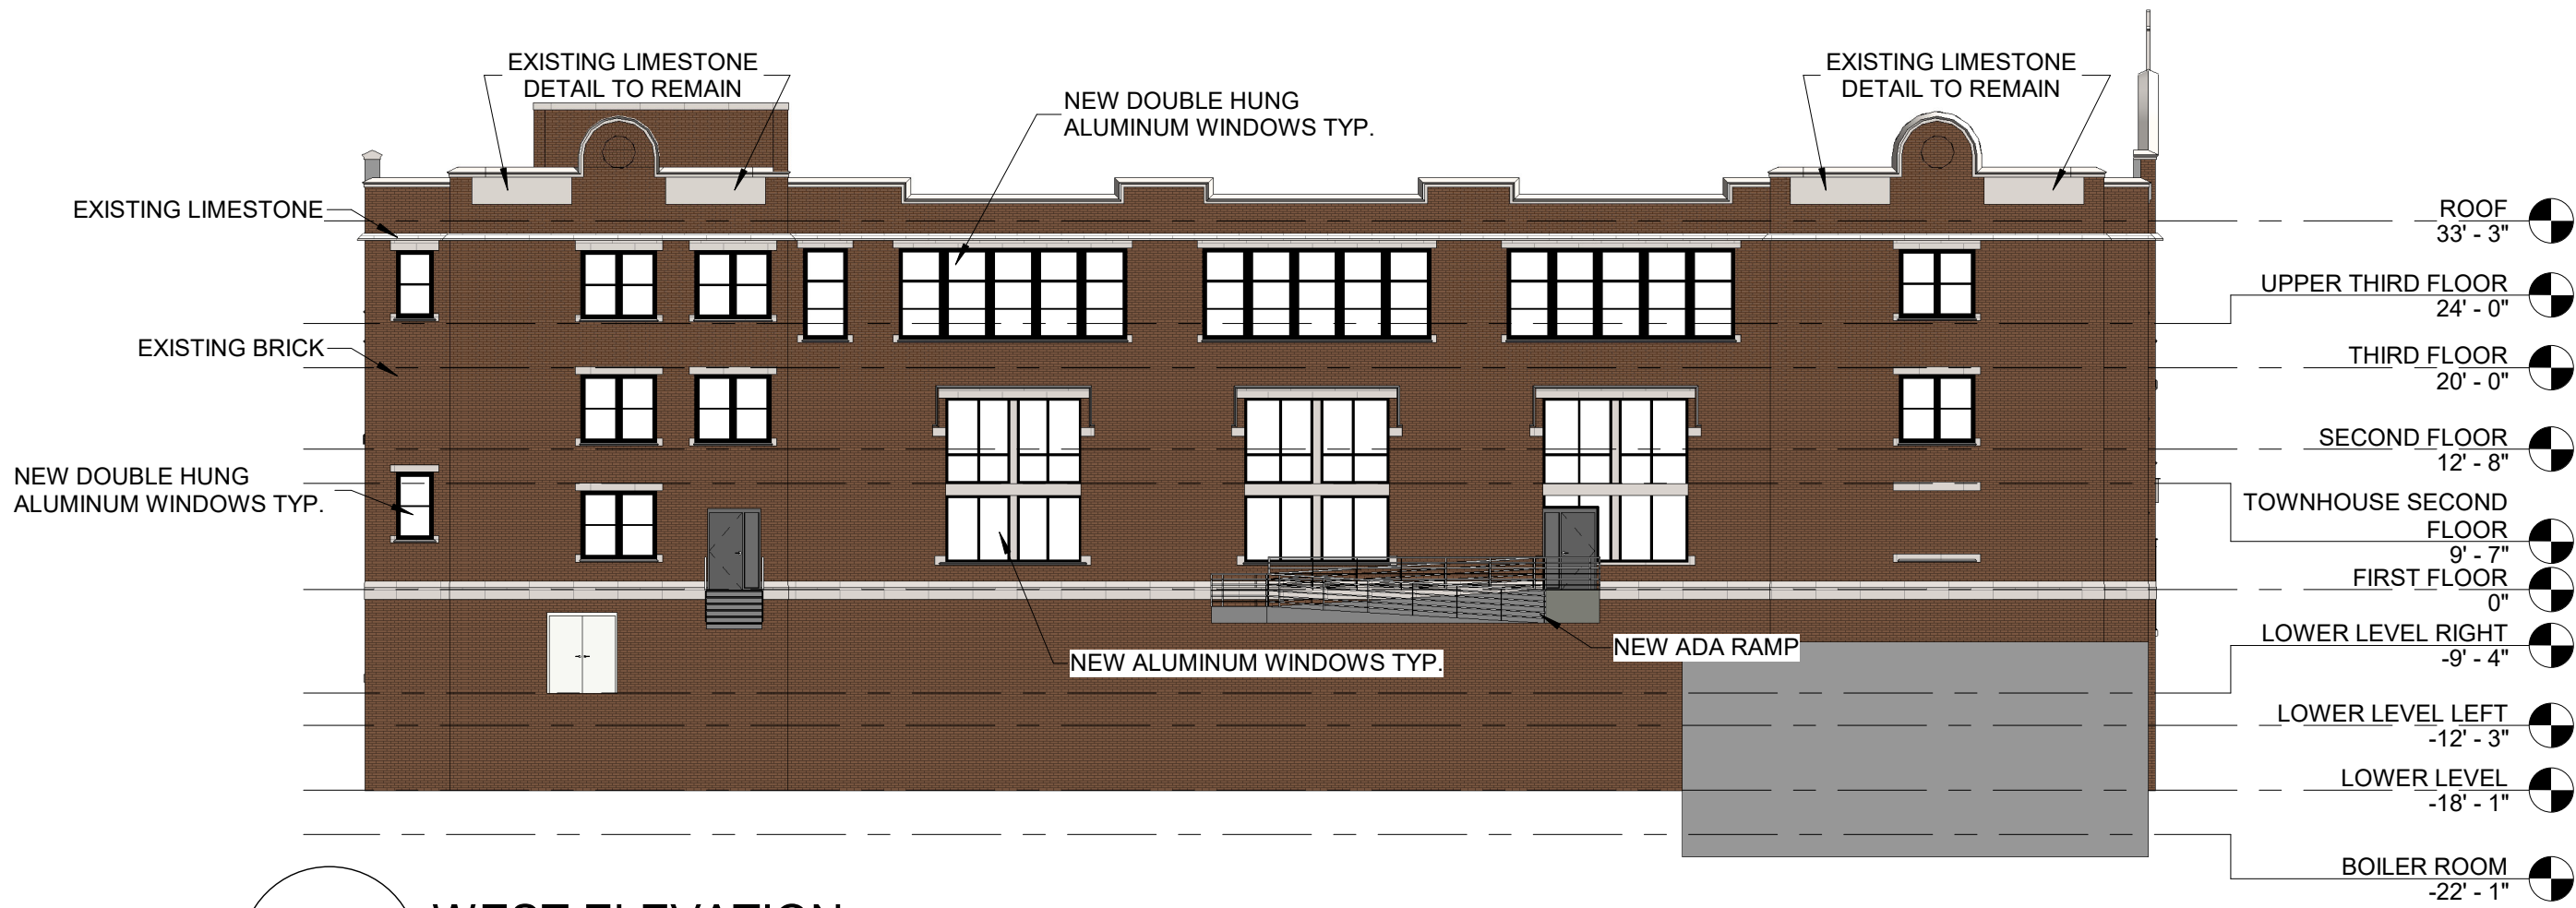 EXISTING LIMESTONE
DETAIL TO REMAIN
NEW DOUBLE HUNG
ALUMINUM WINDOWS TYP.
EXISTING LIMESTONE
DETAIL TO REMAIN
EXISTING LIMESTONE
EXISTING BRICK
NEW DOUBLE HUNG
ALUMINUM WINDOWS TYP.
NEW ALUMINUM WINDOWS TYP.
NEW ADA RAMP
ROOF
33' - 3"
UPPER THIRD FLOOR
24' - 0"
THIRD FLOOR
20' - 0"
SECOND FLOOR
12' - 8"
TOWNHOUSE SECOND
FLOOR
9' - 7"
FIRST FLOOR
0"
LOWER LEVEL RIGHT
-9' - 4"
LOWER LEVEL LEFT
-12' - 3"
LOWER LEVEL
-18' - 1"
BOILER ROOM
-22' - 1"
WEST ELEVATION